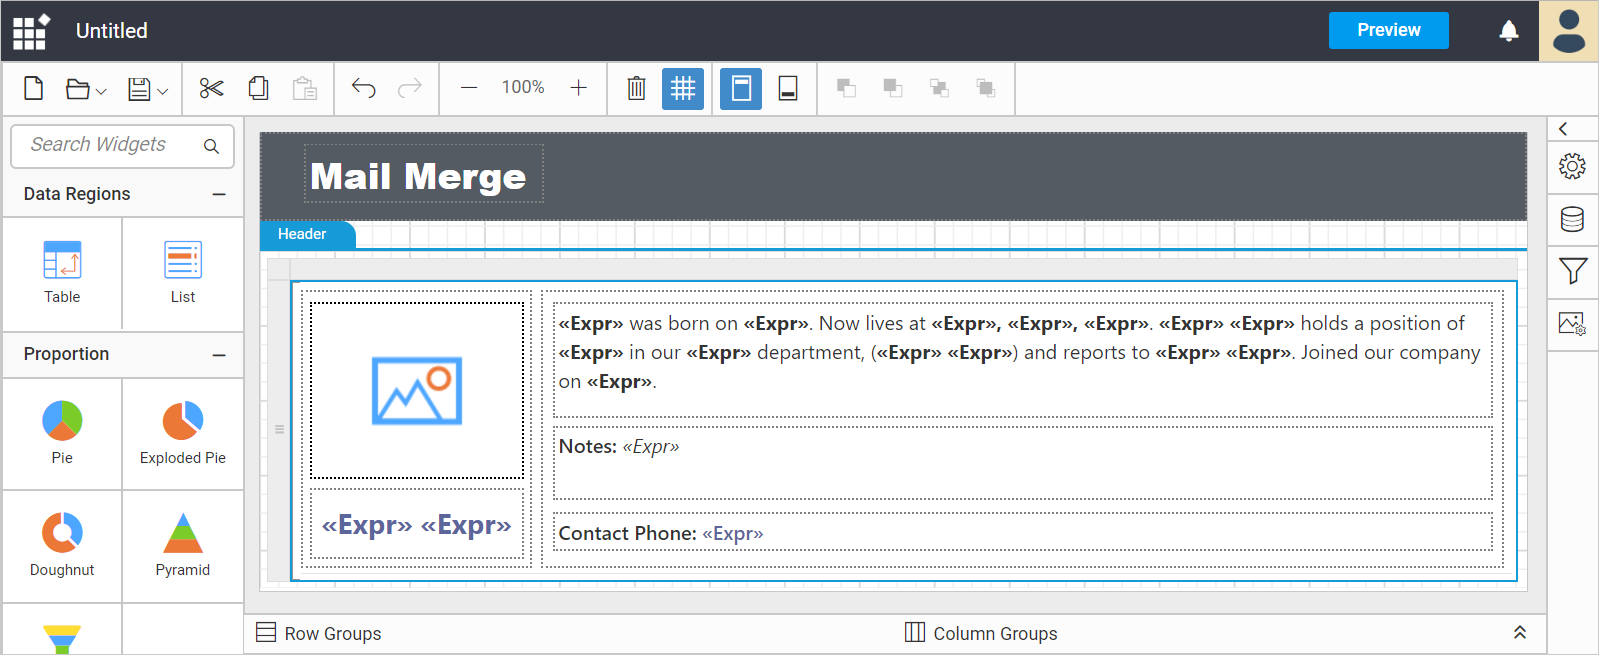 Untitled
Preview
100%
Search Widgets
Data Regions
Table
List
Proportion
Pie
Exploded Pie
Doughnut
Pyramid
Mail Merge
Header
«Expr» was born on «Expr». Now lives at «Expr», «Expr», «Expr». «Expr» «Expr» holds a position of
«Expr» in our «Expr» department, («Expr» «Expr») and reports to «Expr» «Expr». Joined our company
on «Expr».
Notes: «Expr»
«Expr» «Expr»
Contact Phone: «Expr»
Row Groups
Column Groups